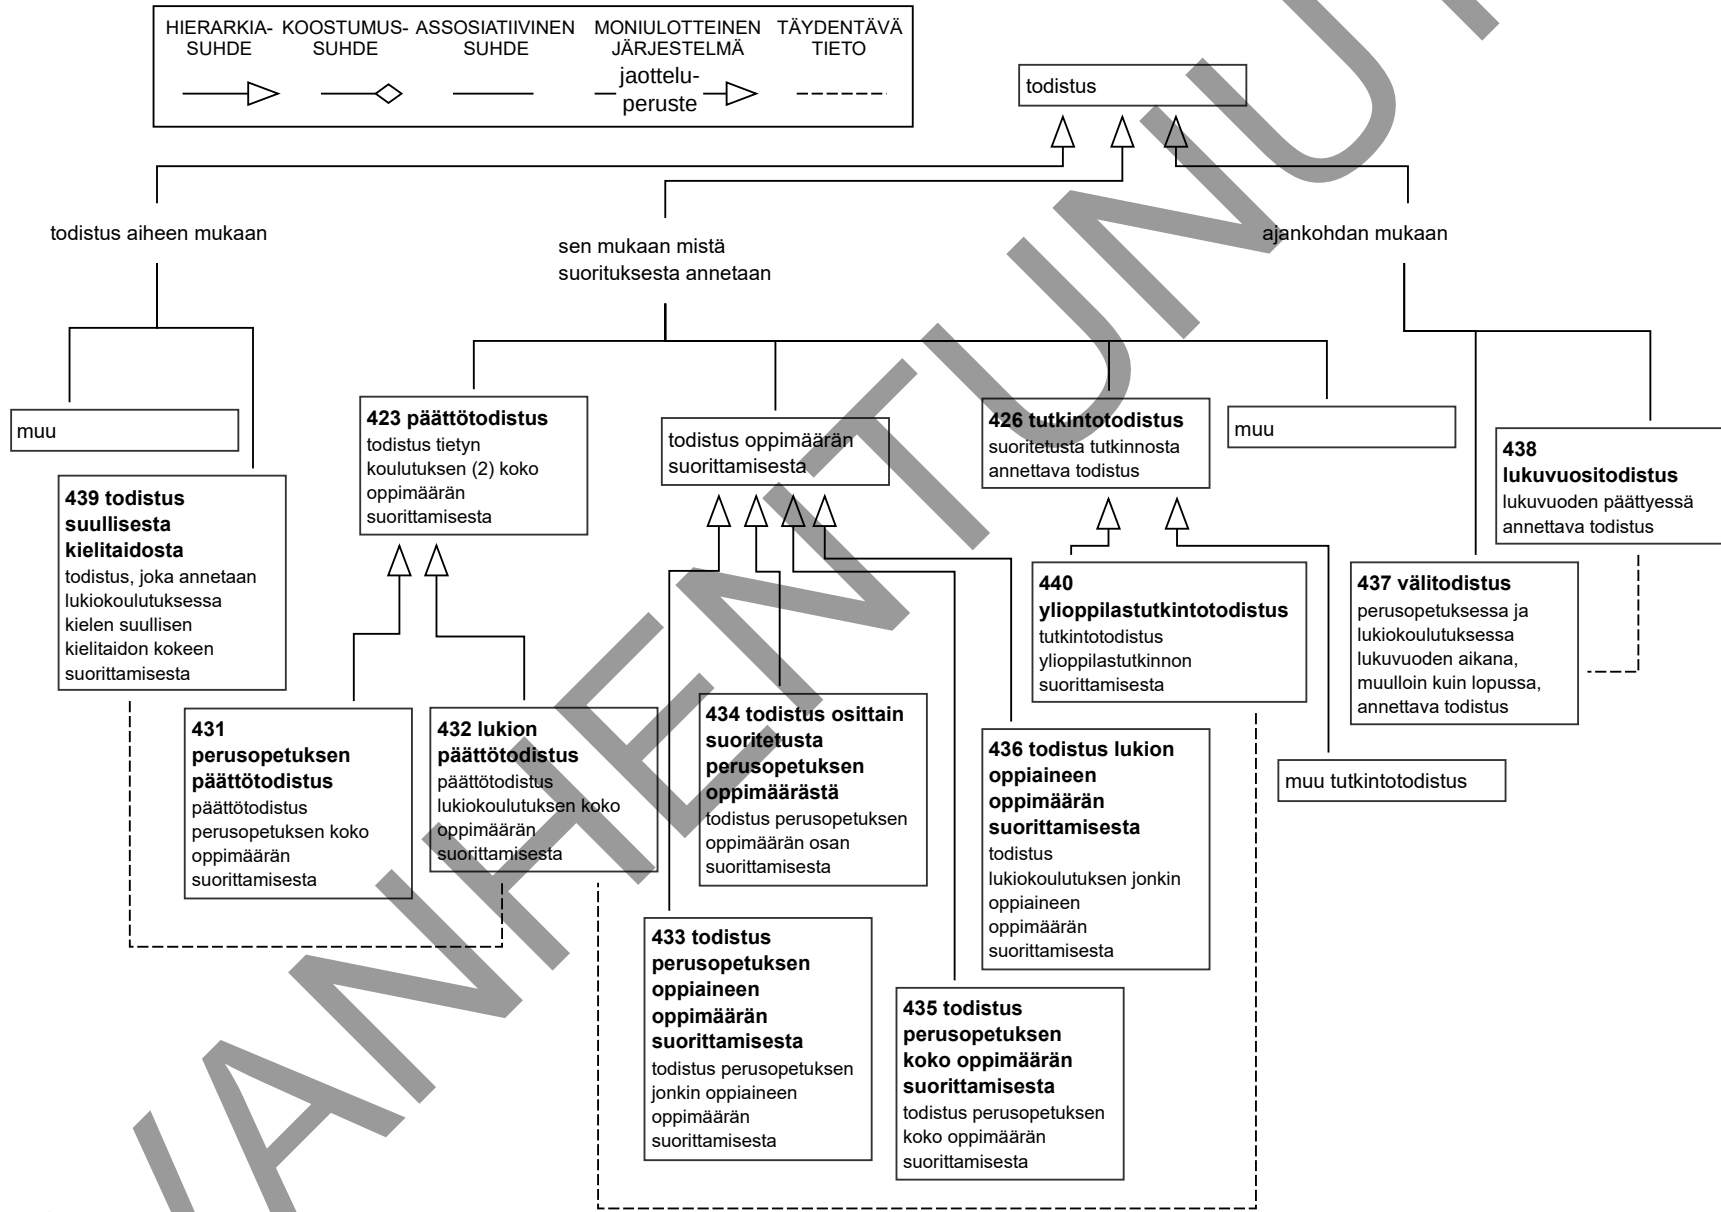 HIERARKIA-
SUHDE
KOOSTUMUS-
SUHDE
ASSOSIATIIVINEN
SUHDE
MONIULOTTEINEN
JÄRJESTELMÄ
jaottelu-
peruste
TÄYDENTÄVÄ
TIETO
todistus
todistus aiheen mukaan
sen mukaan mistä
suorituksesta annetaan
ajankohdan mukaan
muu
439 todistus
suullisesta
kielitaidosta
todistus, joka annetaan
lukiokoulutuksessa
kielen suullisen
kielitaidon kokeen
suorittamisesta
423 päättötodistus
todistus tietyn
koulutuksen (2) koko
oppimäärän
suorittamisesta
todistus oppimäärän
suorittamisesta
426 tutkintotodistus
suoritetusta tutkinnosta
annettava todistus
muu
438
lukuvuositodistus
lukuvuoden päättyessä
annettava todistus
440
ylioppilastutkintotodistus
tutkintotodistus
ylioppilastutkinnon
suorittamisesta
437 välitodistus
perusopetuksessa ja
lukiokoulutuksessa
lukuvuoden aikana,
muulloin kuin lopussa,
annettava todistus
431
perusopetuksen
päättötodistus
päättötodistus
perusopetuksen koko
oppimäärän
suorittamisesta
432 lukion
päättötodistus
päättötodistus
lukiokoulutuksen koko
oppimäärän
suorittamisesta
434 todistus osittain
suoritetusta
perusopetuksen
oppimäärästä
todistus perusopetuksen
oppimäärän osan
suorittamisesta
436 todistus lukion
oppiaineen
oppimäärän
suorittamisesta
todistus
lukiokoulutuksen jonkin
oppiaineen
oppimäärän
suorittamisesta
muu tutkintotodistus
433 todistus
perusopetuksen
oppiaineen
oppimäärän
suorittamisesta
todistus perusopetuksen
jonkin oppiaineen
oppimäärän
suorittamisesta
435 todistus
perusopetuksen
koko oppimäärän
suorittamisesta
todistus perusopetuksen
koko oppimäärän
suorittamisesta
VANHENTUNUT